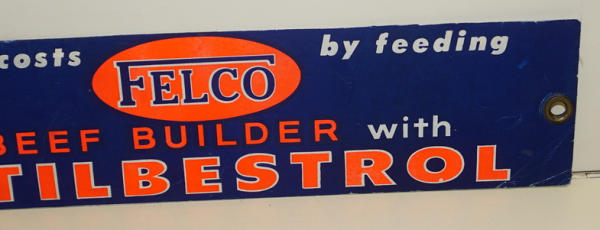 costs FELCO by feeding
BEEF BUILDER with
TILBESTROL